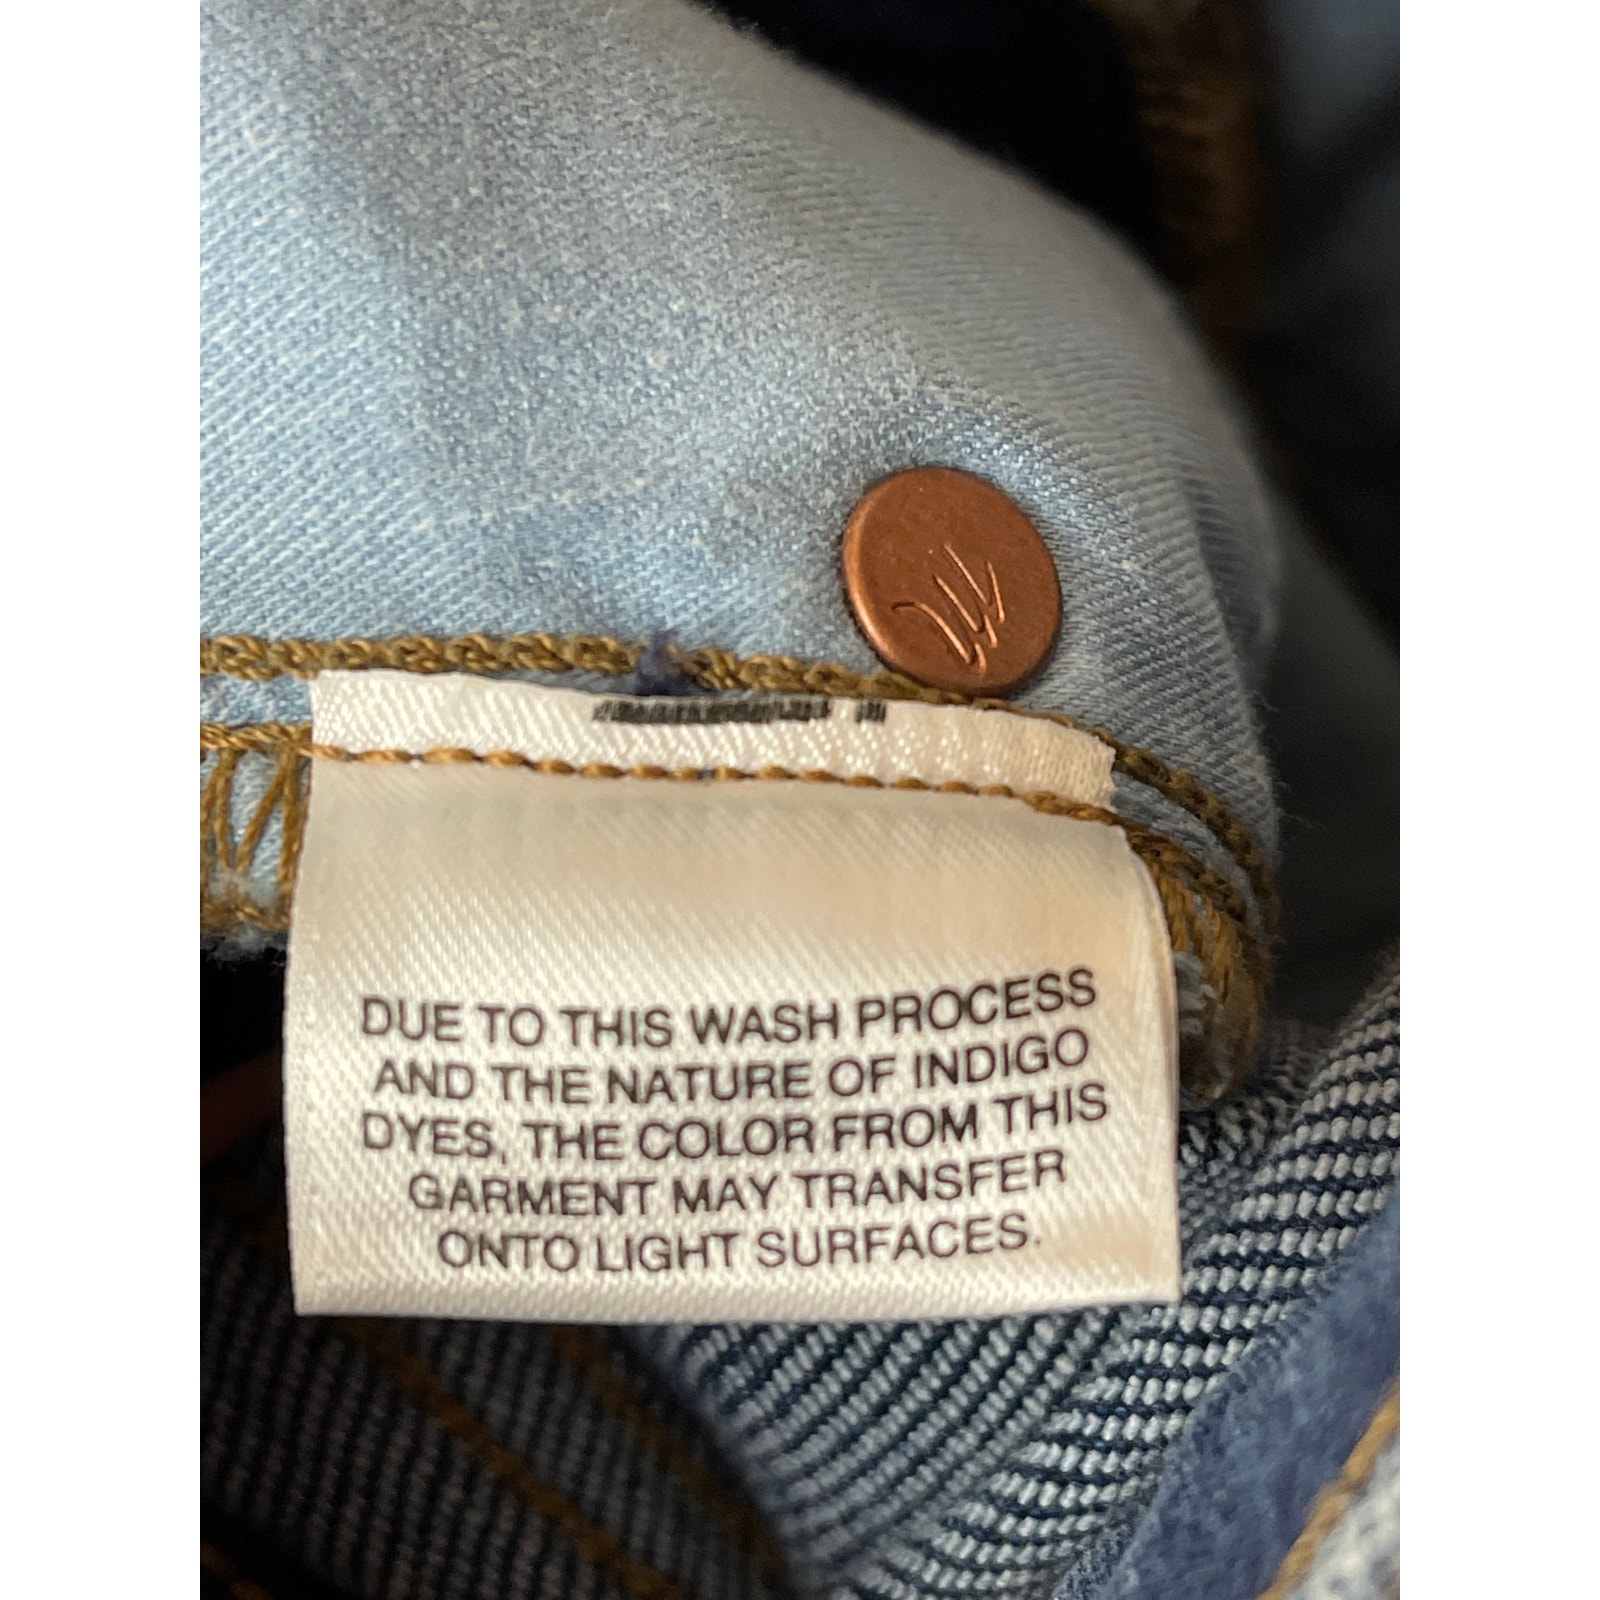 DUE TO THIS WASH PROCESS
AND THE NATURE OF INDIGO
DYES, THE COLOR FROM THIS
GARMENT MAY TRANSFER
ONTO LIGHT SURFACES.